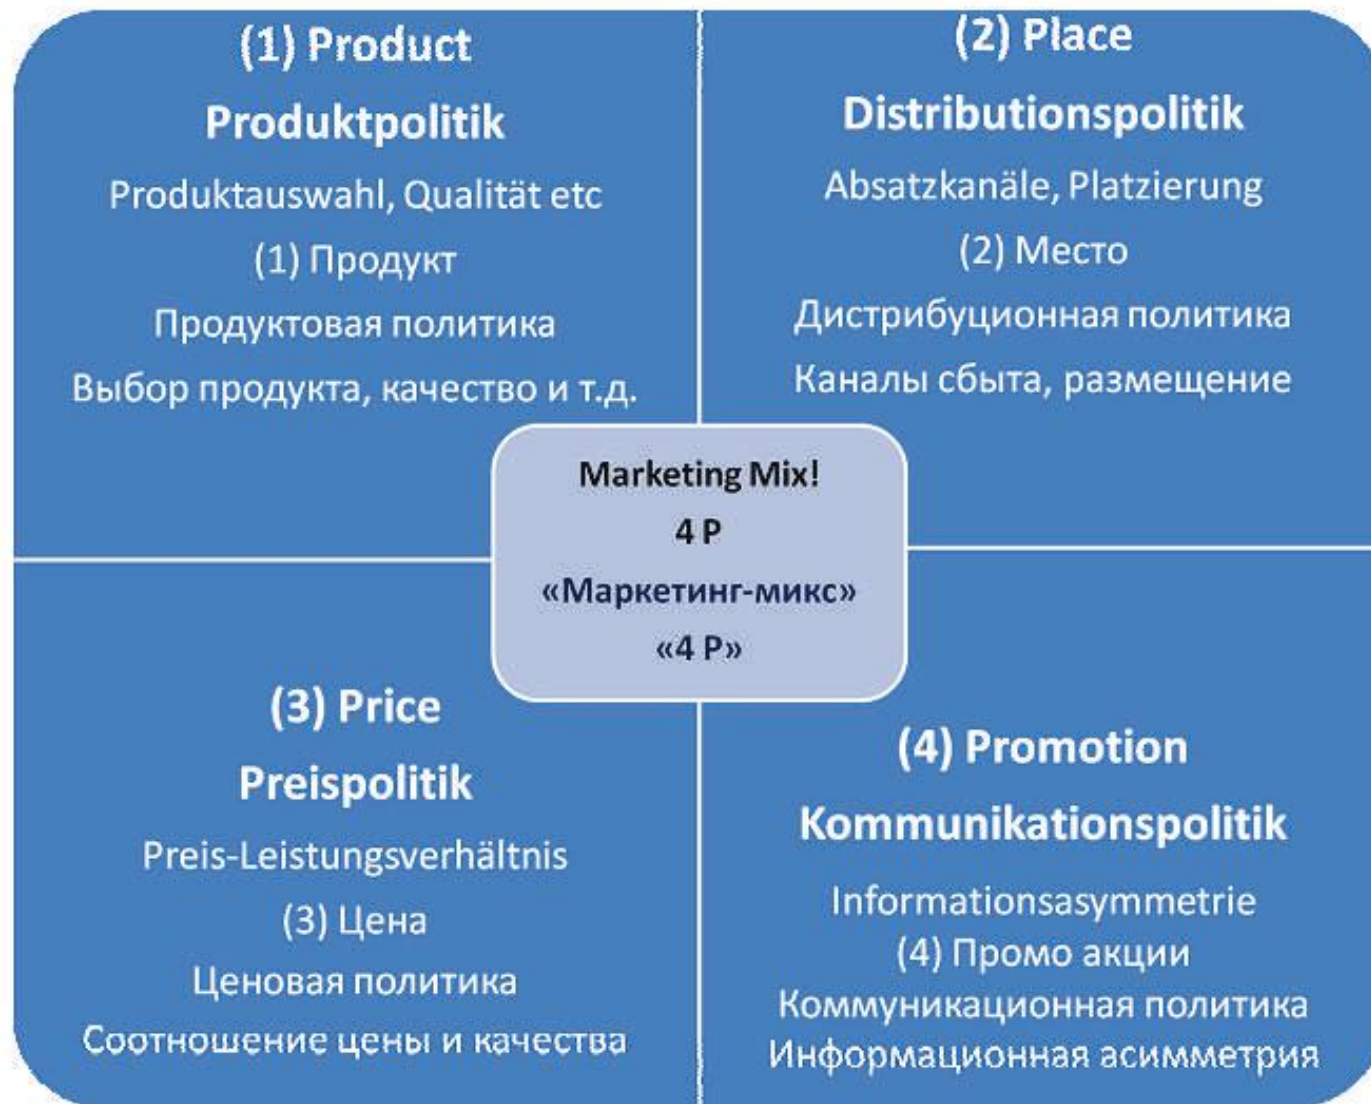 (1) Product
Produktpolitik
Produktauswahl, Qualität etc
(1) Продукт
Продуктовая политика
Выбор продукта, качество и т.д.
(2) Place
Distributionspolitik
Absatzkanäle, Platzierung
(2) Место
Дистрибуционная политика
Каналы сбыта, размещение
Marketing Mix!
4 P
«Маркетинг-микс»
«4 P»
(3) Price
Preispolitik
Preis-Leistungsverhältnis
(3) Цена
Ценовая политика
Соотношение цены и качества
(4) Promotion
Kommunikationspolitik
Informationsasymmetrie
(4) Промо акции
Коммуникационная политика
Информационная асимметрия